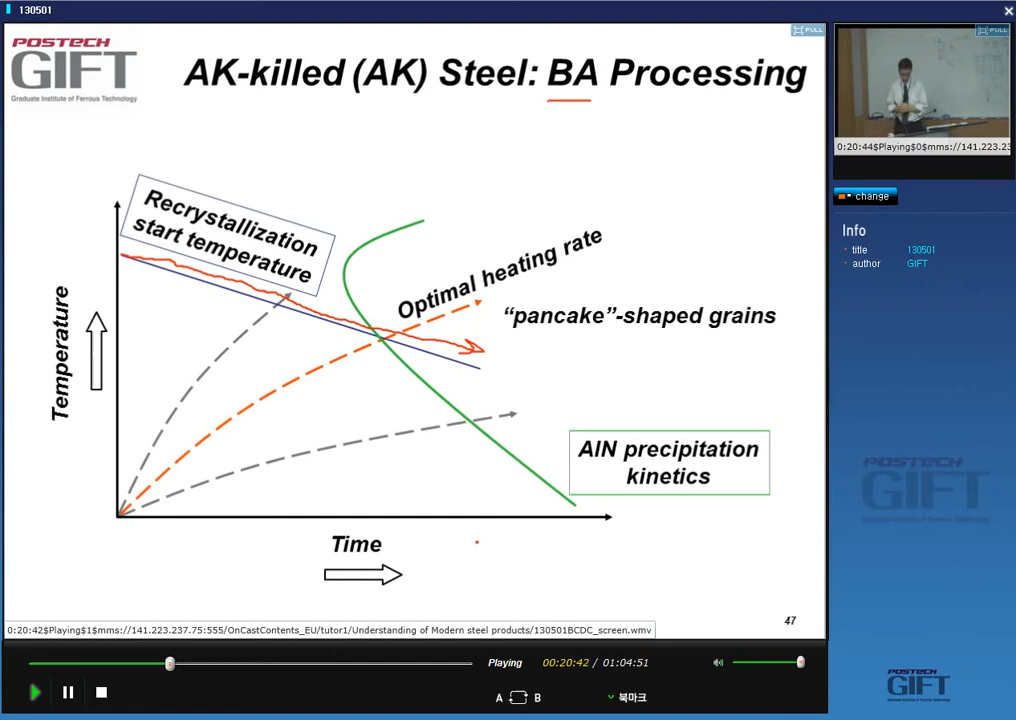 130501
POSTECH
GIFT
Graduate Institute of Ferrous Technology
FULL
AK-killed (AK) Steel: BA Processing
Recrystallization
start temperature
Optimal heating rate
“pancake”-shaped grains
Temperature
AlN precipitation
kinetics
Time
47
0:20:42$Playing$1$mms://141.223.237.75:555/OnCastContents_EU/tutor1/Understanding of Modern steel products/130501BCDC_screen.wmv
Playing
00:20:42 / 01:04:51
A
B
북마크
FULL
0:20:44$Playing$0$mms://141.223.23
change
Info
title 130501
author GIFT
POSTECH
GIFT
POSTECH
GIFT